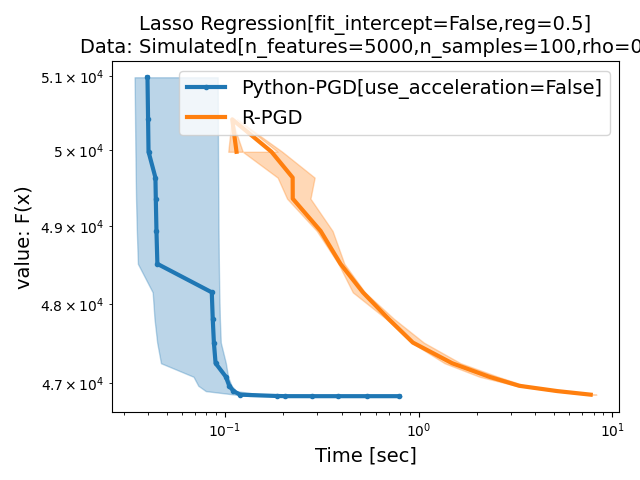 Lasso Regression[fit_intercept=False,reg=0.5]
Data: Simulated[n_features=5000,n_samples=100,rho=0
Python-PGD[use_acceleration=False]
R-PGD
value: F(x)
5.1 × 10⁴
5 × 10⁴
4.9 × 10⁴
4.8 × 10⁴
4.7 × 10⁴
10⁻¹
10⁰
10¹
Time [sec]